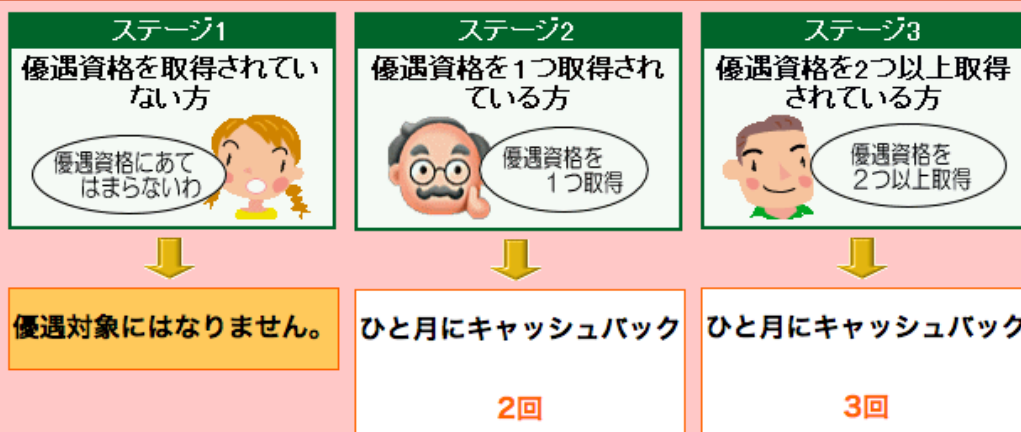 ステージ1
優遇資格を取得されてい
ない方
優遇資格にあて
はまらないわ
優遇対象にはなりません。
ステージ2
優遇資格を1つ取得され
ている方
優遇資格を
1つ取得
ひと月にキャッシュバック
2回
ステージ3
優遇資格を2つ以上取得
されている方
優遇資格を
2つ以上取得
ひと月にキャッシュバック
3回